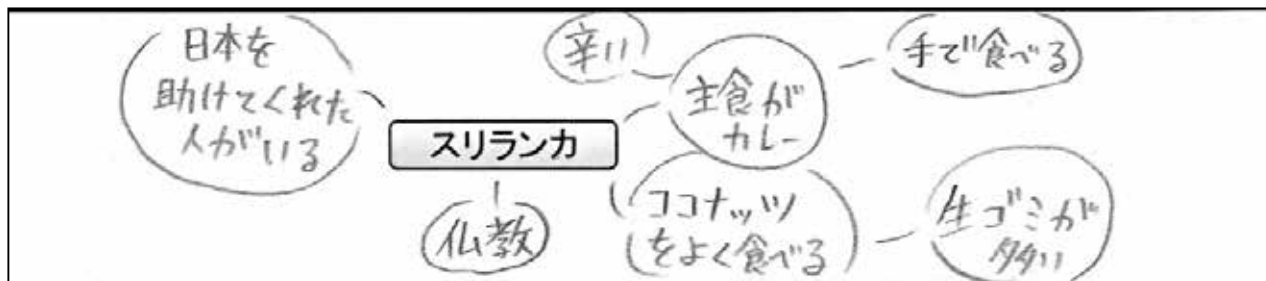 日本を
助けてくれた
人がいる
辛い
主食が
カレー
手で食べる
スリランカ
仏教
ココナッツ
をよく食べる
生ゴミが
多い